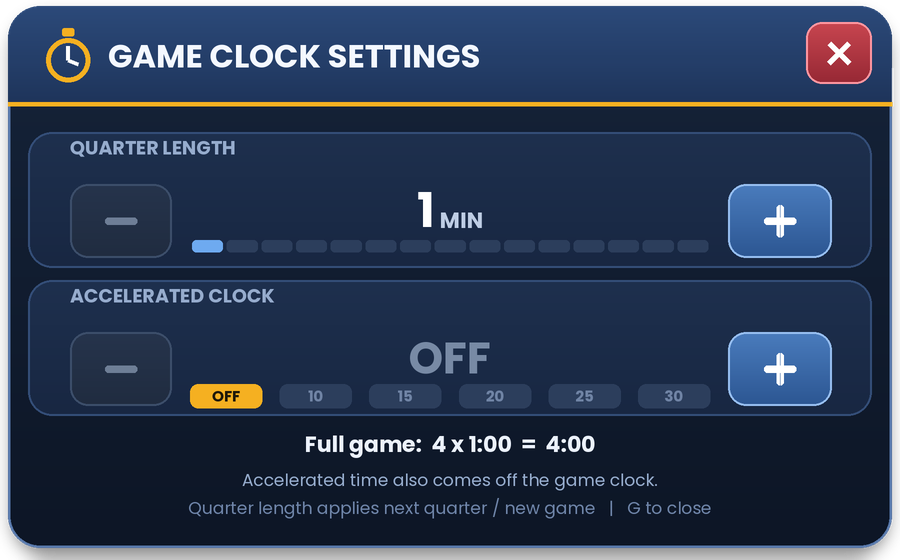 GAME CLOCK SETTINGS
QUARTER LENGTH
1 MIN
ACCELERATED CLOCK
OFF
OFF 10 15 20 25 30
Full game: 4 x 1:00 = 4:00
Accelerated time also comes off the game clock.
Quarter length applies next quarter / new game | G to close